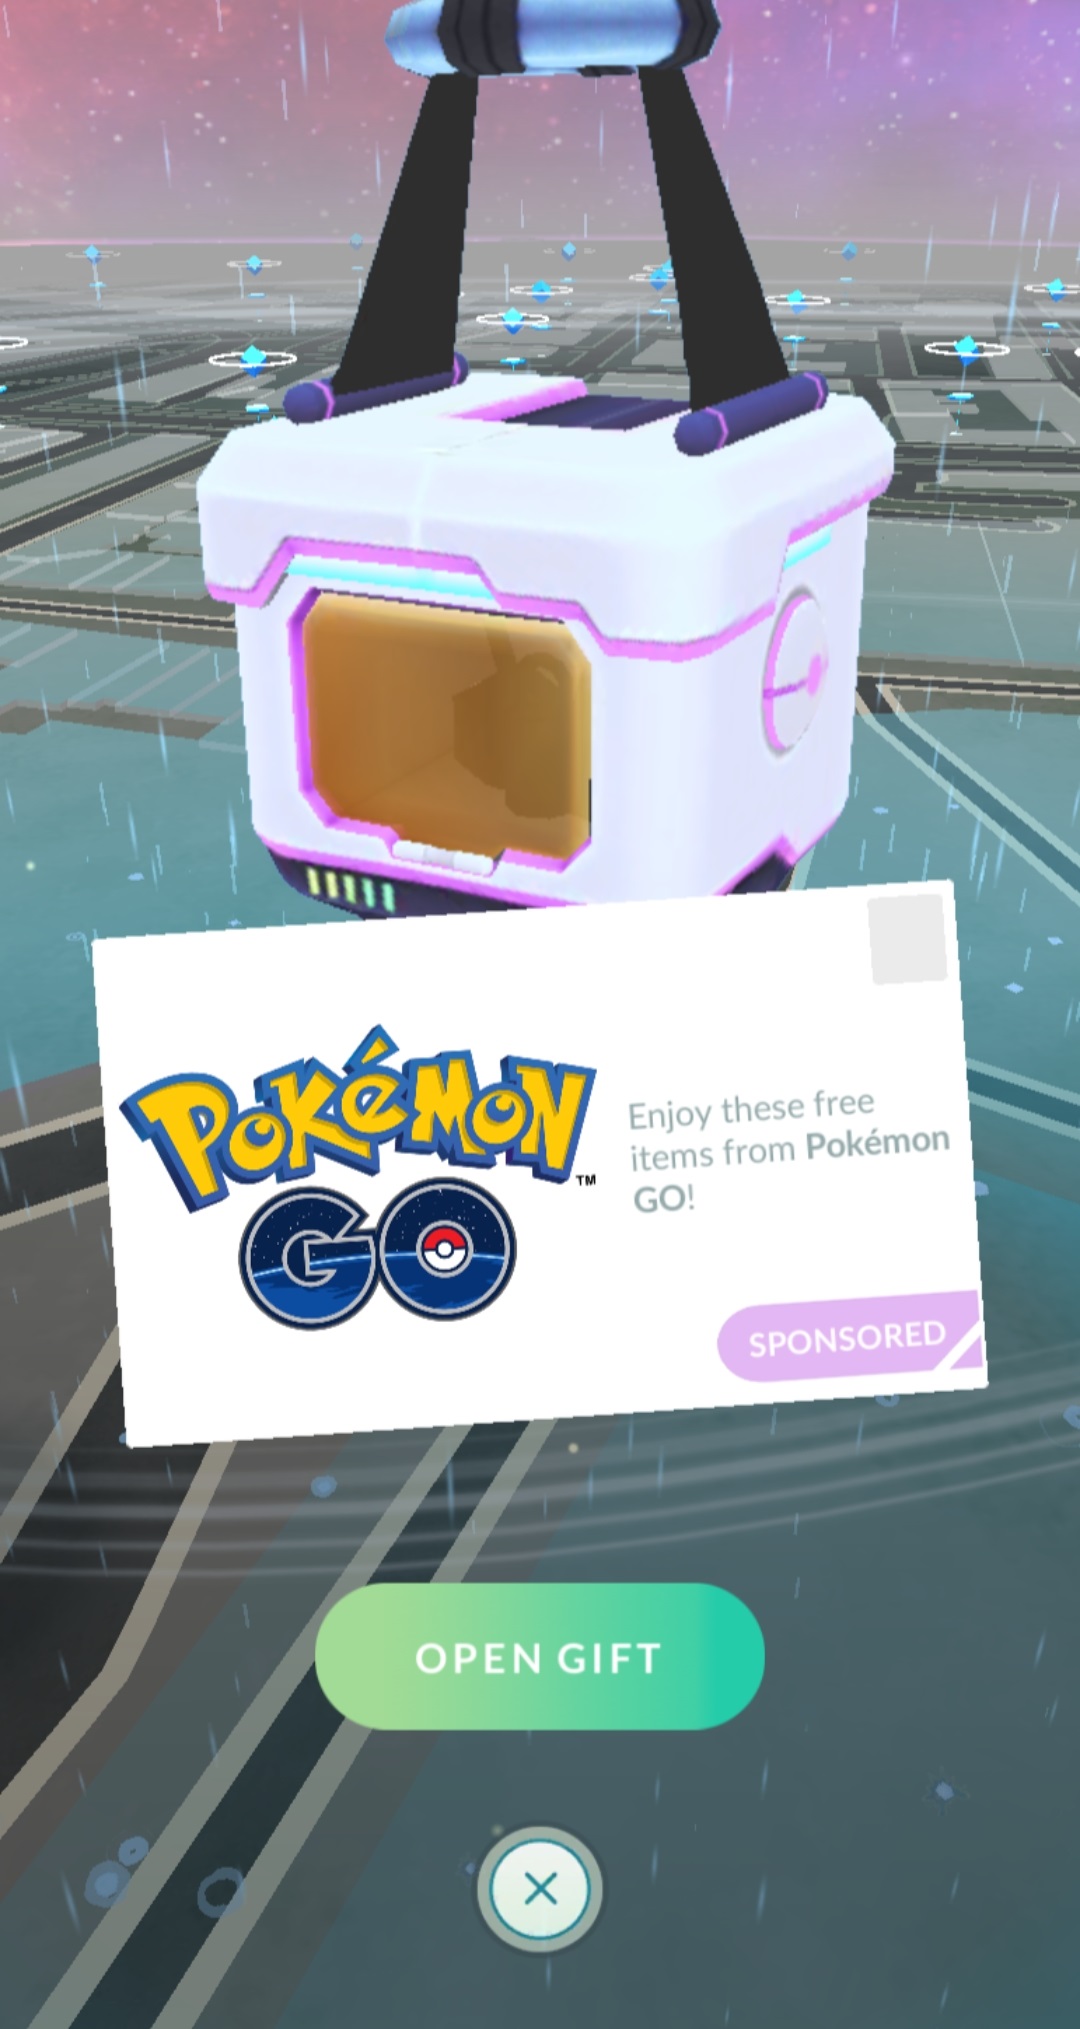 POKéMON
TM
GO
Enjoy these free
items from Pokémon
GO!
SPONSORED
OPEN GIFT